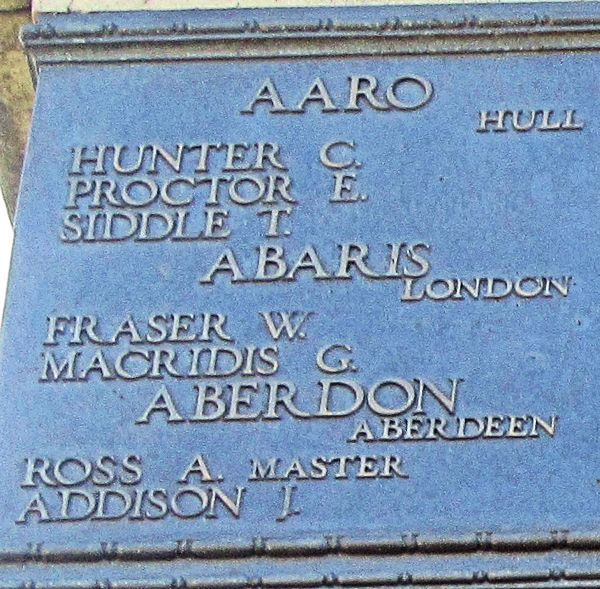 AARO
HULL
HUNTER C.
PROCTOR E.
SIDDLE T.
ABARIS
LONDON
FRASER W.
MACRIDIS G.
ABERDON
ABERDEEN
ROSS A. MASTER
ADDISON J.